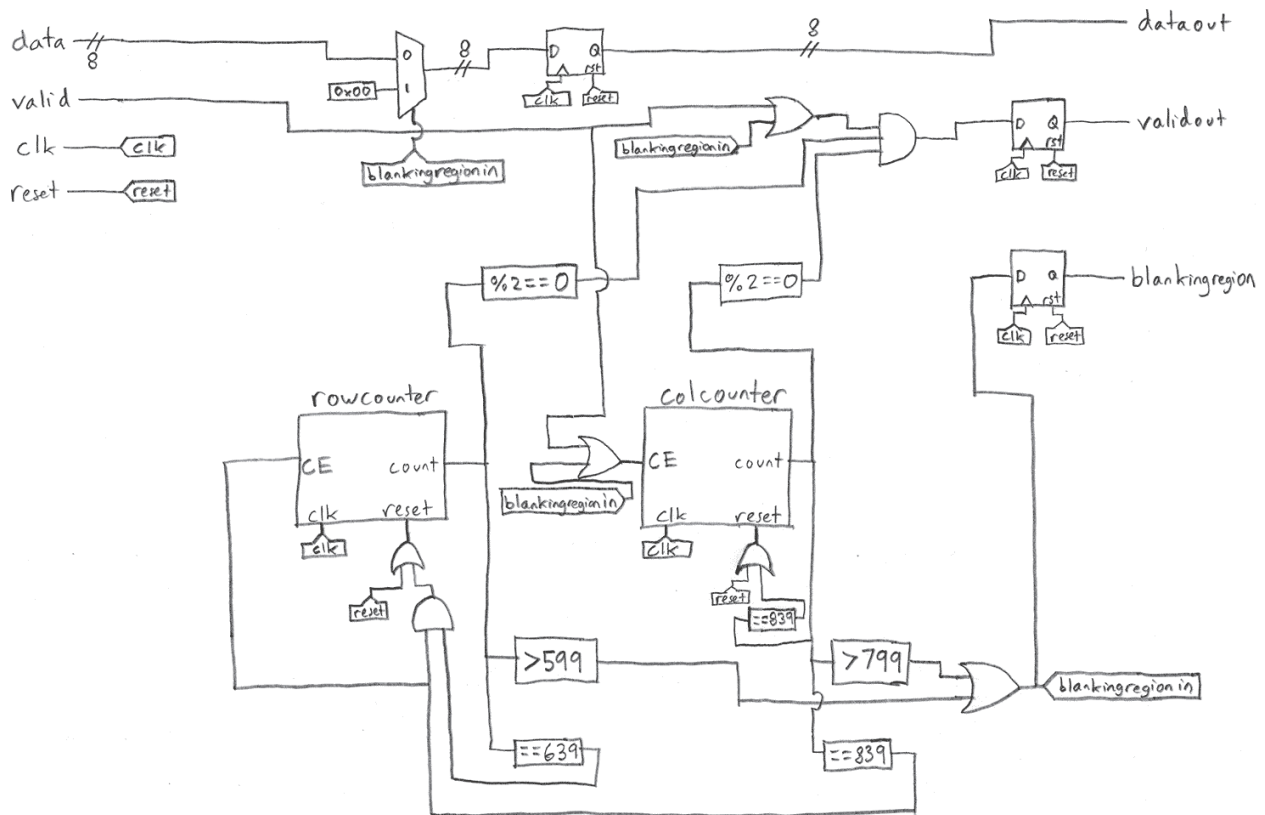 data
8
0
1
0x00
8
D Q
rst
clk
reset
8
dataout
valid
blankingregionin
blankingregionin
D Q
rst
clk
reset
validout
clk
clk
reset
reset
%2==0
%2==0
D Q
rst
clk
reset
blankingregion
rowcounter
CE
count
clk
reset
clk
reset
colcounter
CE
count
clk
reset
clk
reset
blankingregionin
==839
>599
>799
blankingregionin
==639
==839